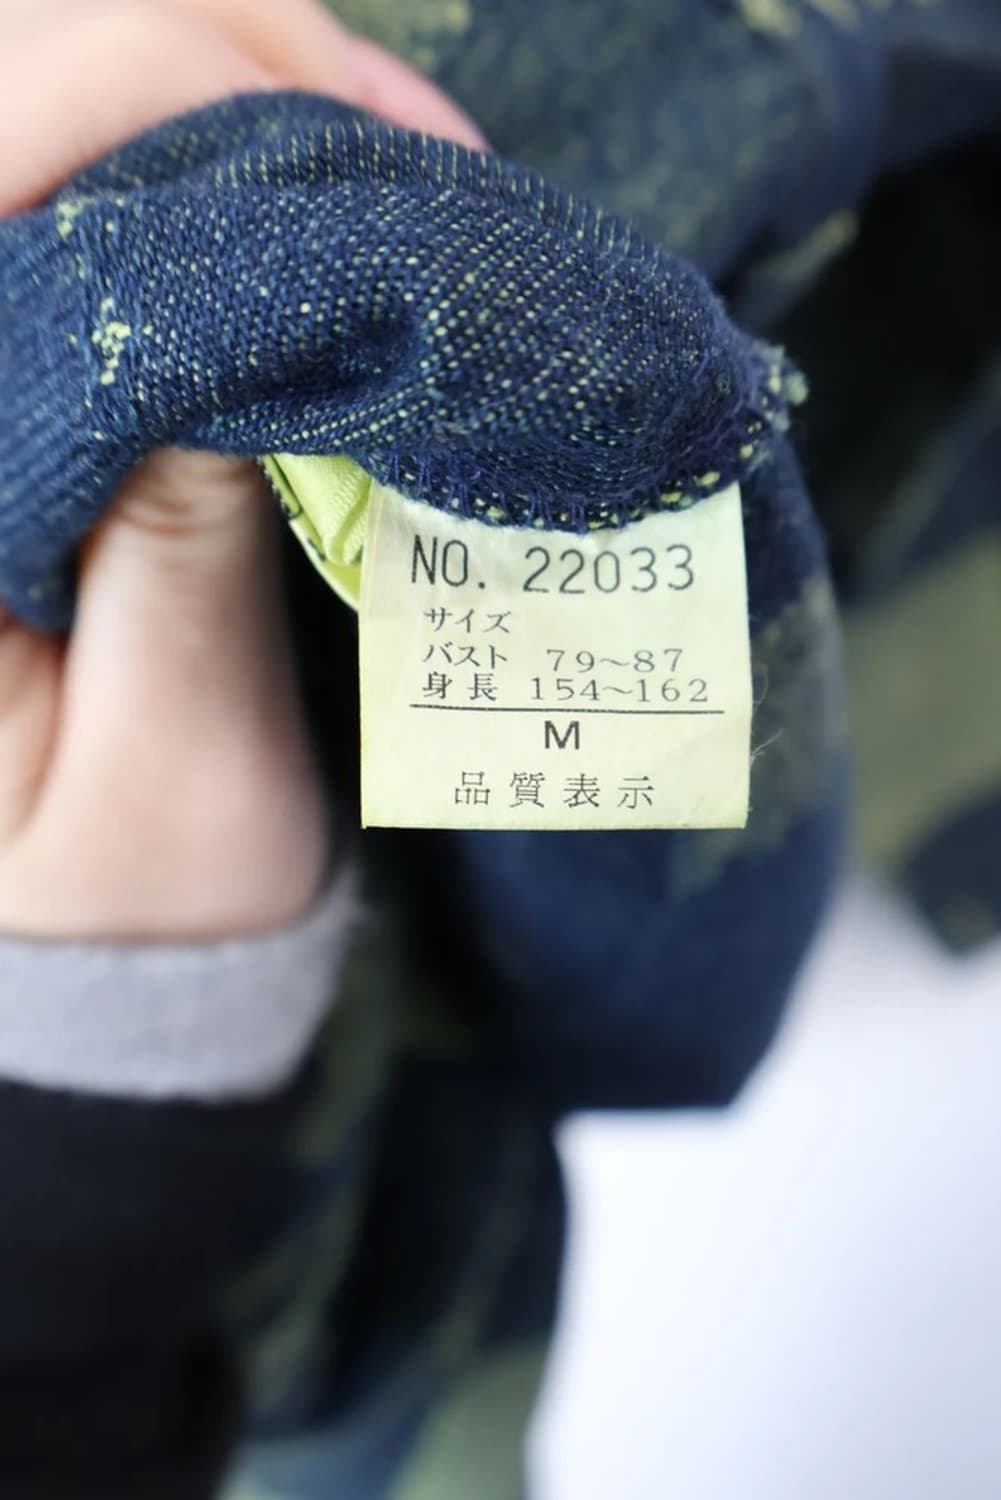 NO. 22033
サイズ
バスト 79~87
身長 154~162
M
品質表示